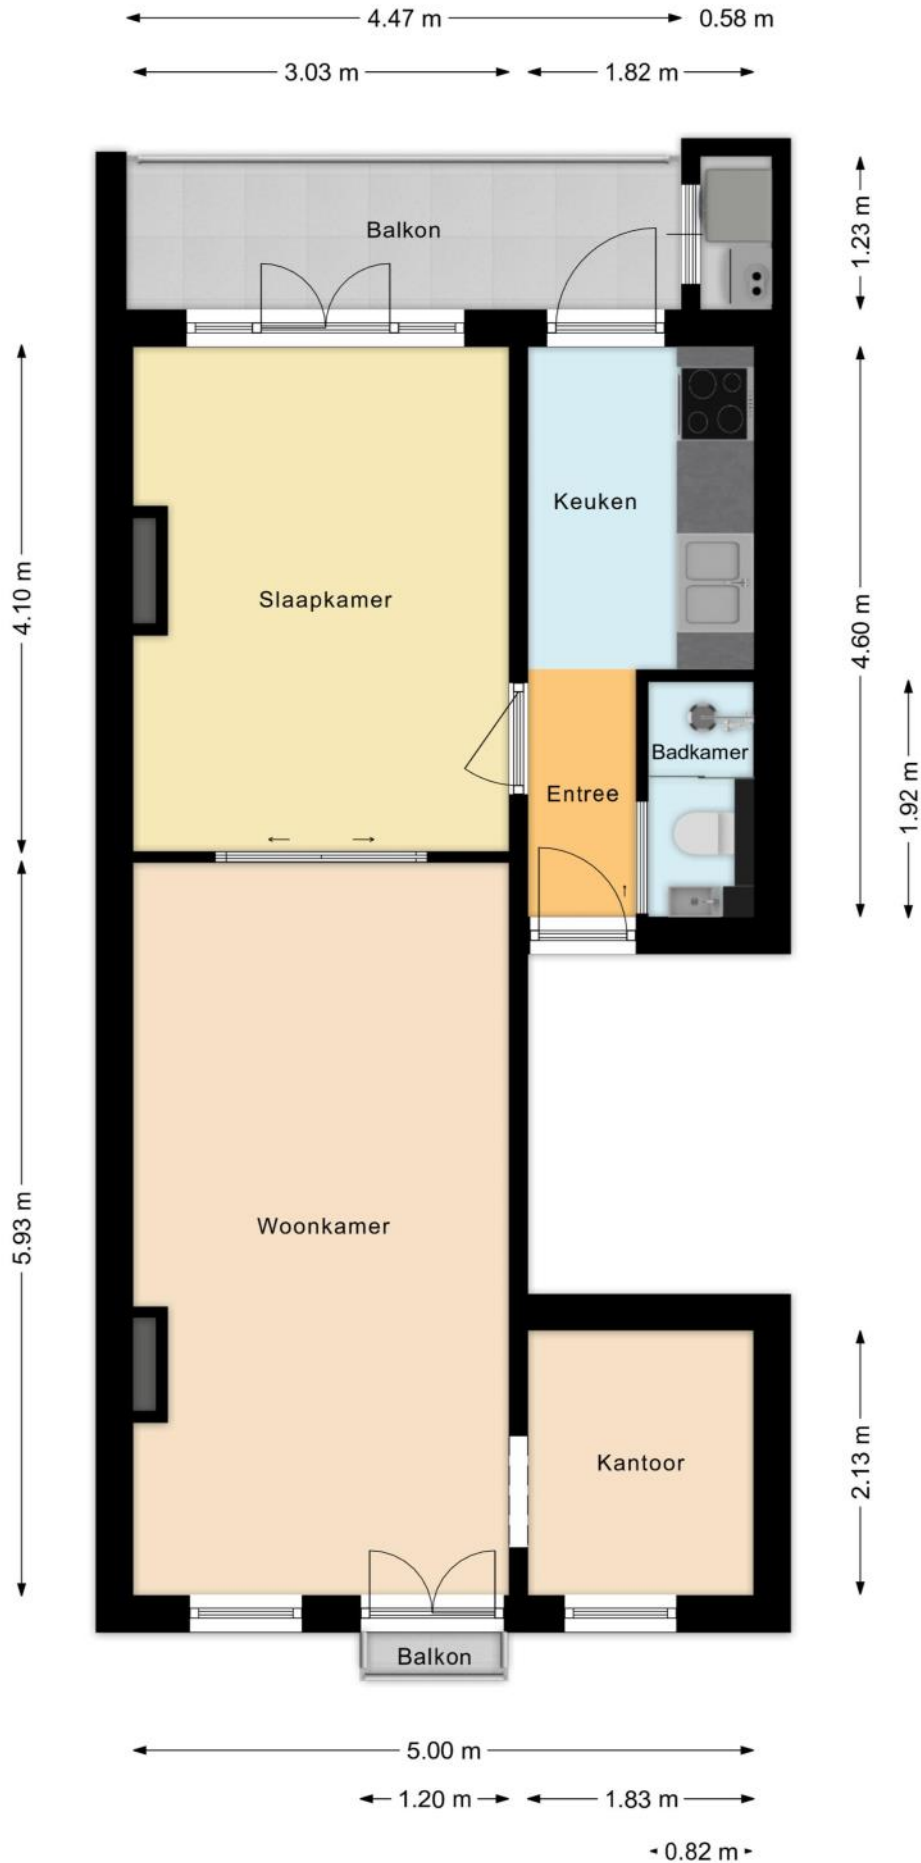 4.47 m
0.58 m
3.03 m
1.82 m
Balkon
1.23 m
Keuken
Slaapkamer
4.10 m
4.60 m
Badkamer
Entree
1.92 m
Woonkamer
5.93 m
Kantoor
2.13 m
Balkon
5.00 m
1.20 m
1.83 m
0.82 m